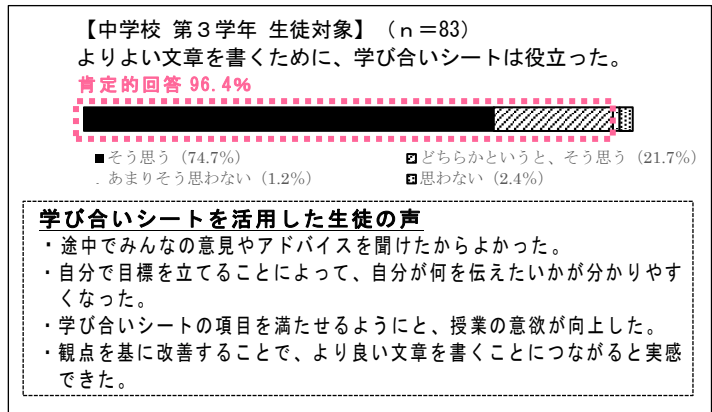 【中学校 第３学年 生徒対象】（ｎ＝83）
よりよい文章を書くために、学び合いシートは役立った。
肯定的回答 96.4%
■そう思う（74.7%） どちらかというと、そう思う（21.7%）
あまりそう思わない（1.2%） 思わない（2.4%）
学び合いシートを活用した生徒の声
・途中でみんなの意見やアドバイスを聞けたからよかった。
・自分で目標を立てることによって、自分が何を伝えたいかが分かりやす
くなった。
・学び合いシートの項目を満たせるようにと、授業の意欲が向上した。
・観点を基に改善することで、より良い文章を書くことにつながると実感
できた。